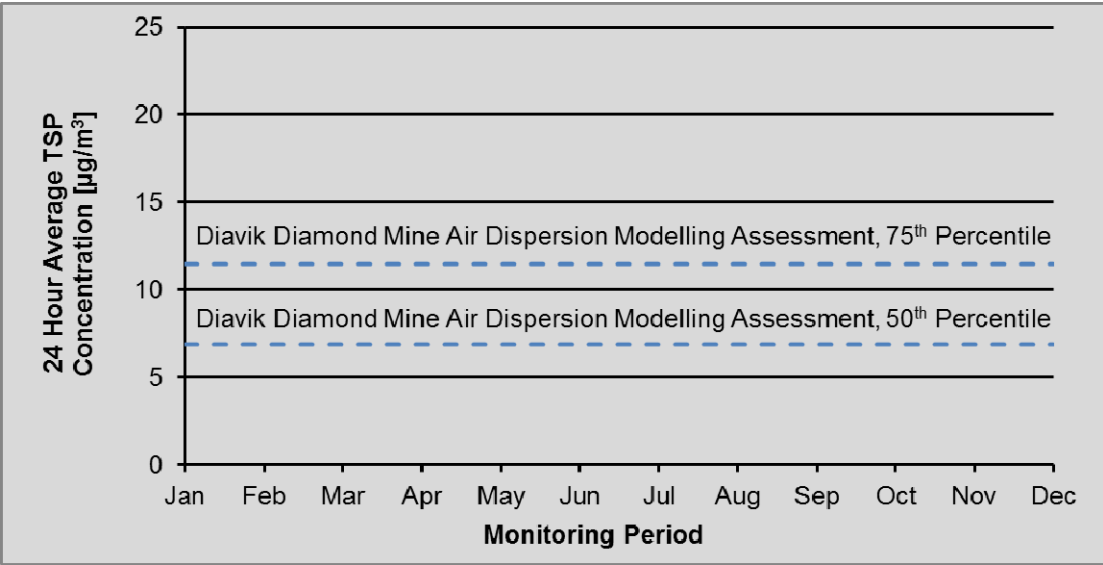 24 Hour Average TSP
Concentration [µg/m³]
25
20
15
10
5
0
Diavik Diamond Mine Air Dispersion Modelling Assessment, 75th Percentile
Diavik Diamond Mine Air Dispersion Modelling Assessment, 50th Percentile
Jan Feb Mar Apr May Jun Jul Aug Sep Oct Nov Dec
Monitoring Period